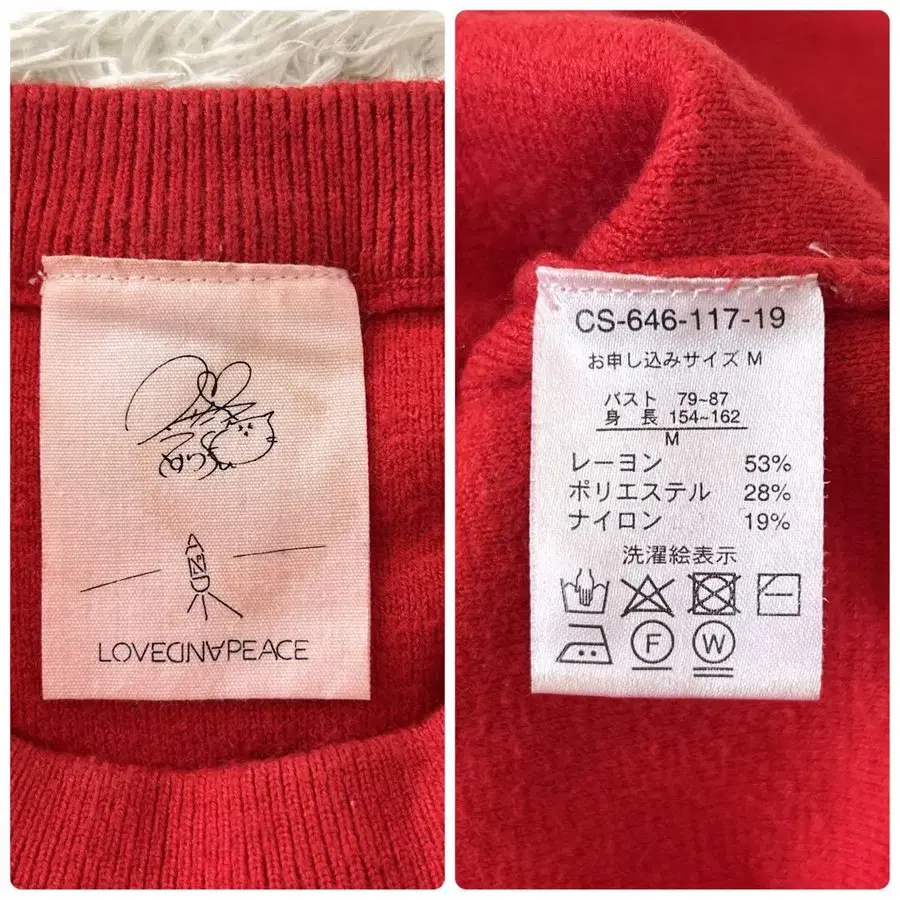 LOVEDNAPEACE
CS-646-117-19
お申し込みサイズ M
バスト 79~87
身 長 154~162
M
レーヨン 53%
ポリエステル 28%
ナイロン 19%
洗濯絵表示
F W